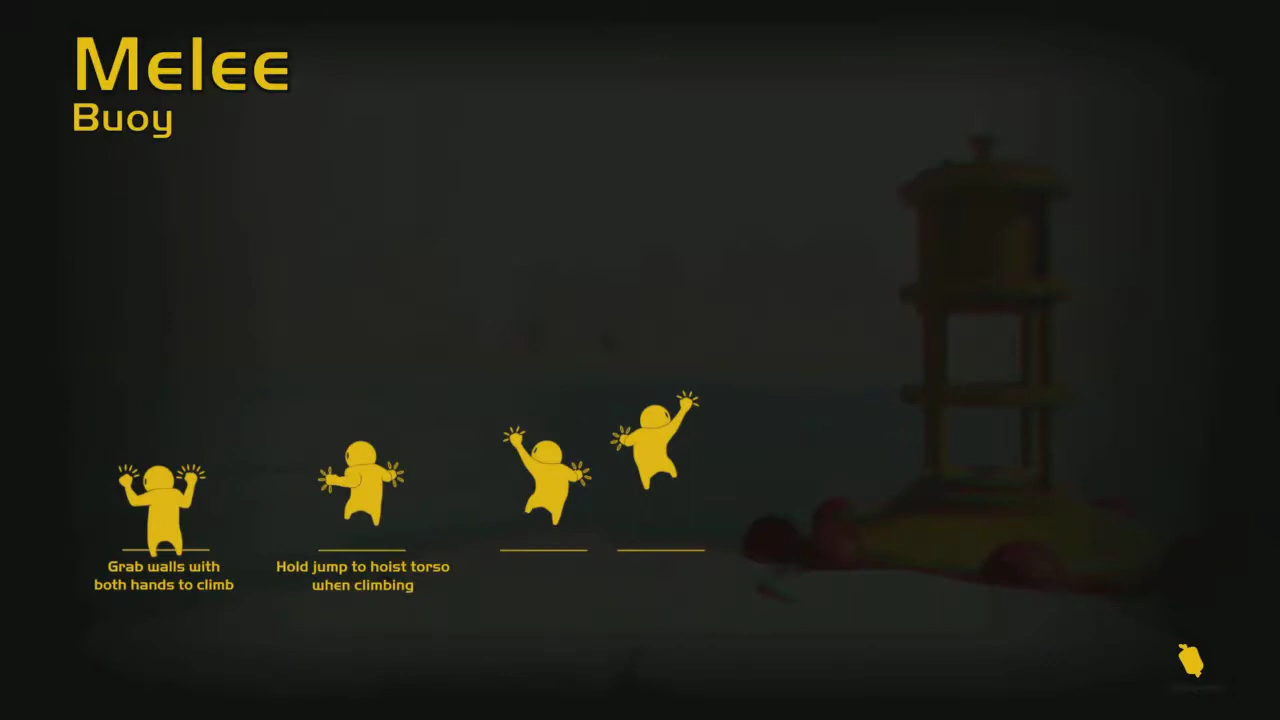 Melee
Buoy
Grab walls with
both hands to climb
Hold jump to hoist torso
when climbing